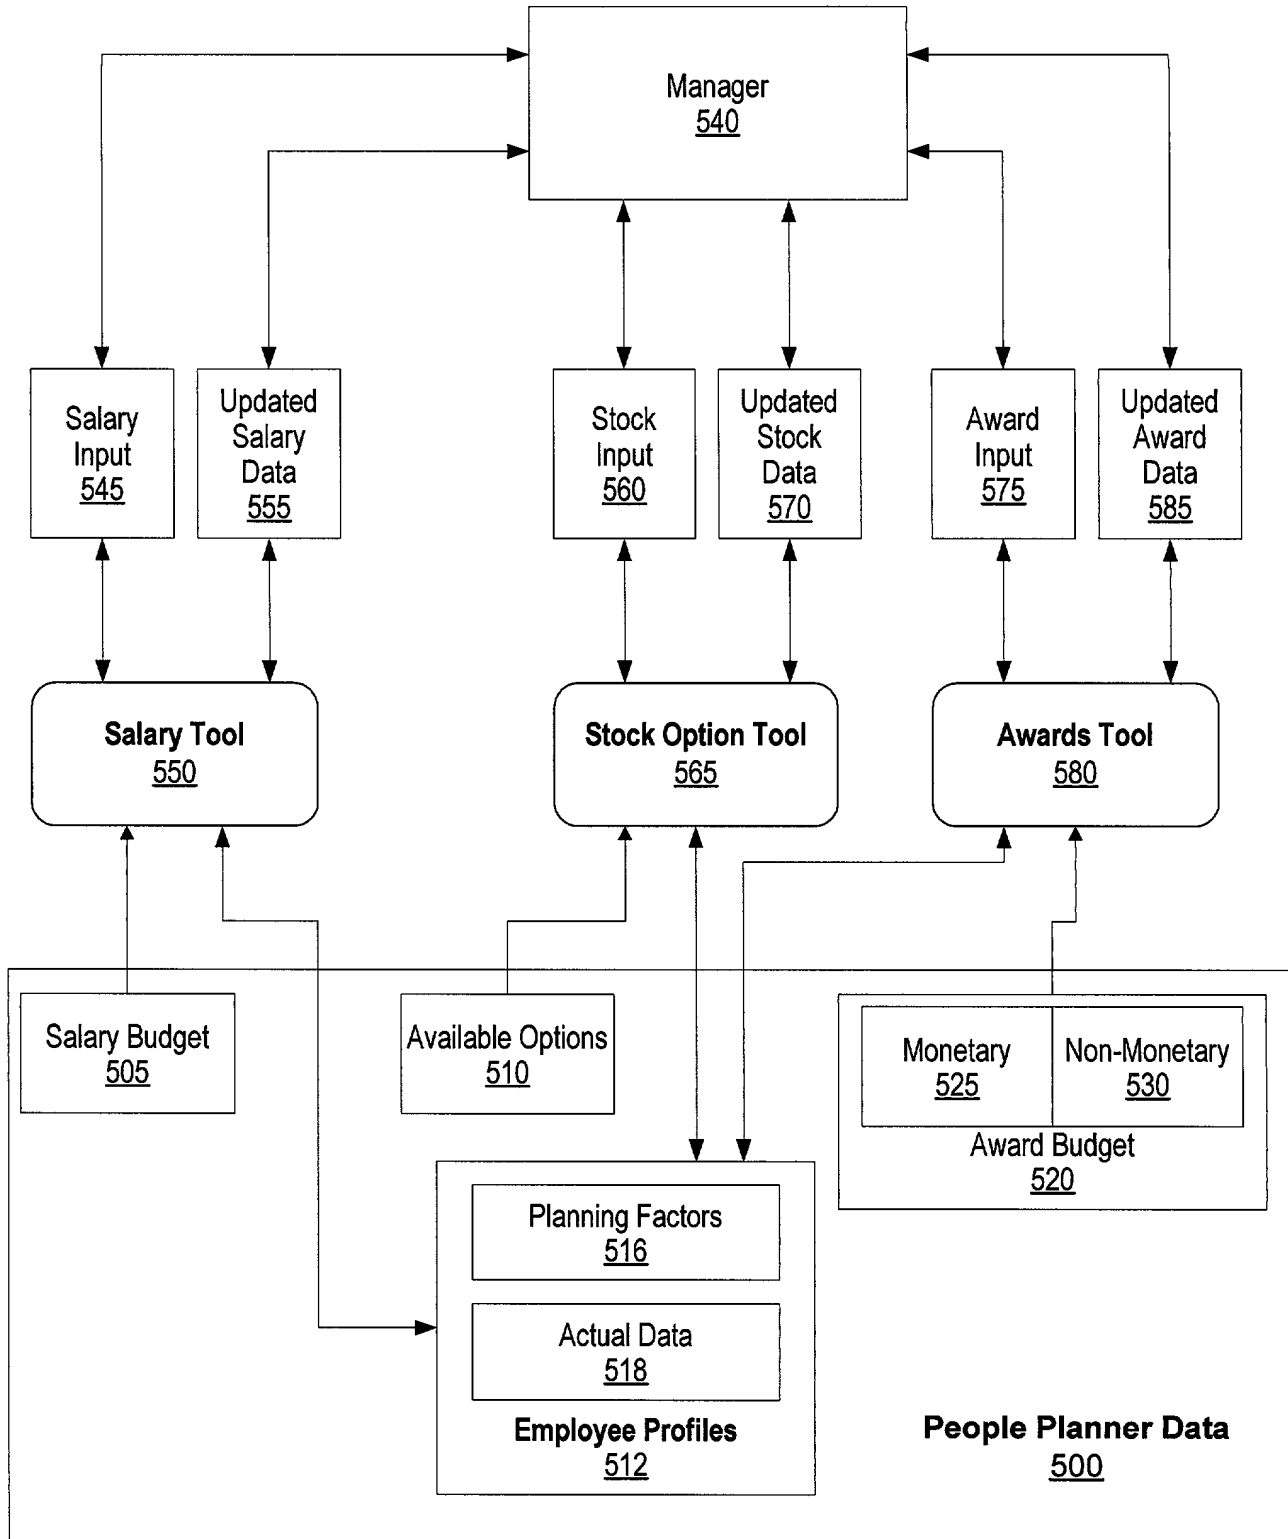 Manager
540
Salary
Input
545
Updated
Salary
Data
555
Stock
Input
560
Updated
Stock
Data
570
Award
Input
575
Updated
Award
Data
585
Salary Tool
550
Stock Option Tool
565
Awards Tool
580
Salary Budget
505
Available Options
510
Monetary
525
Non-Monetary
530
Award Budget
520
Planning Factors
516
Actual Data
518
Employee Profiles
512
People Planner Data
500